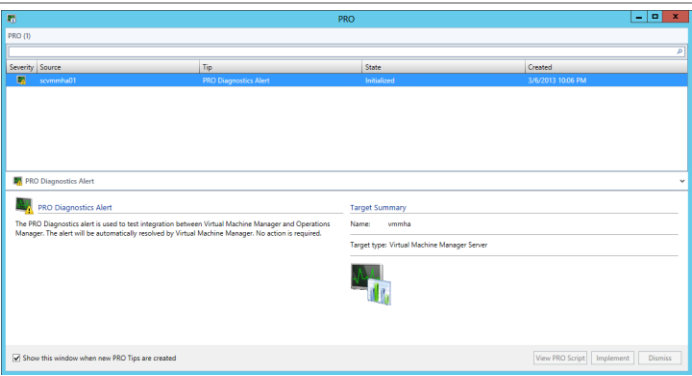 PRO
PRO (1)
Severity Source Tip State Created
scvmmha01 PRO Diagnostics Alert Initialized 3/6/2013 10:06 PM
PRO Diagnostics Alert
PRO Diagnostics Alert
The PRO Diagnostics alert is used to test integration between Virtual Machine Manager and Operations
Manager. The alert will be automatically resolved by Virtual Machine Manager. No action is required.
Target Summary
Name: vmmha
Target type: Virtual Machine Manager Server
Show this window when new PRO Tips are created
View PRO Script Implement Dismiss